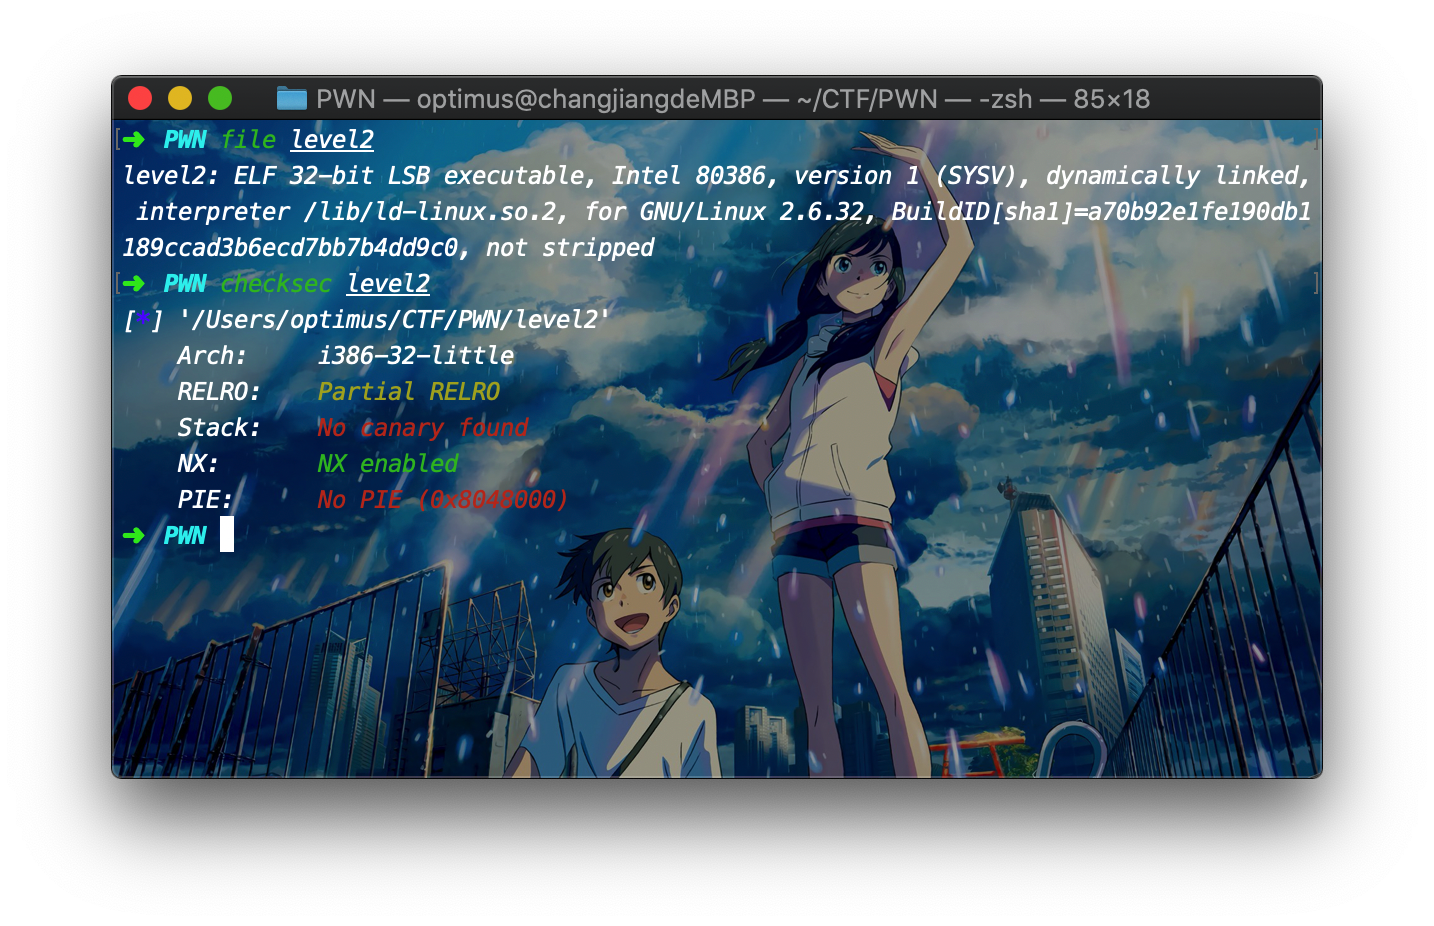 PWN — optimus@changjiangdeMBP — ~/CTF/PWN — -zsh — 85×18
[➜ PWN file level2 ]
level2: ELF 32-bit LSB executable, Intel 80386, version 1 (SYSV), dynamically linked,
interpreter /lib/ld-linux.so.2, for GNU/Linux 2.6.32, BuildID[sha1]=a70b92e1fe190db1
189ccad3b6ecd7bb7b4dd9c0, not stripped
[➜ PWN checksec level2 ]
[*] '/Users/optimus/CTF/PWN/level2'
Arch: i386-32-little
RELRO: Partial RELRO
Stack: No canary found
NX: NX enabled
PIE: No PIE (0x8048000)
➜ PWN